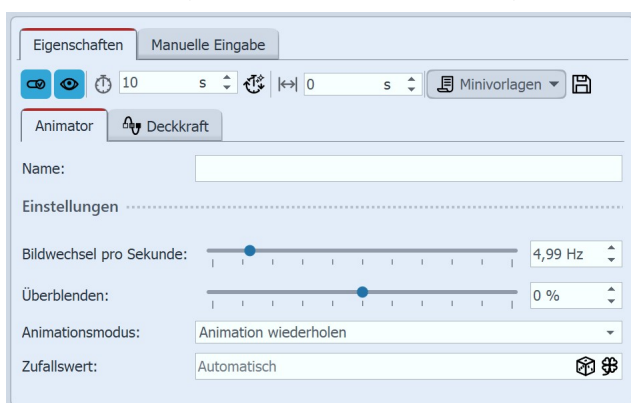 Eigenschaften Manuelle Eingabe
10 s 0 s Minivorlagen
Animator Deckkraft
Name:
Einstellungen
Bildwechsel pro Sekunde: 4,99 Hz
Überblenden: 0 %
Animationsmodus: Animation wiederholen
Zufallswert: Automatisch